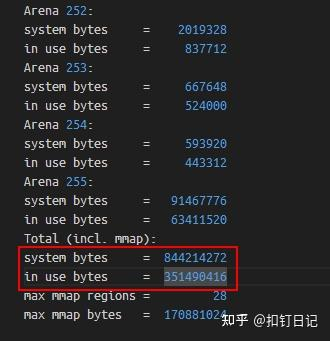 Arena 252:
system bytes     =    2019328
in use bytes     =     837712
Arena 253:
system bytes     =     667648
in use bytes     =     524000
Arena 254:
system bytes     =     593920
in use bytes     =     443312
Arena 255:
system bytes     =   91467776
in use bytes     =   63411520
Total (incl. mmap):
system bytes     =  844214272
in use bytes     =  351490416
max mmap regions =         28
max mmap bytes   =  170881024
知乎 @扣钉日记